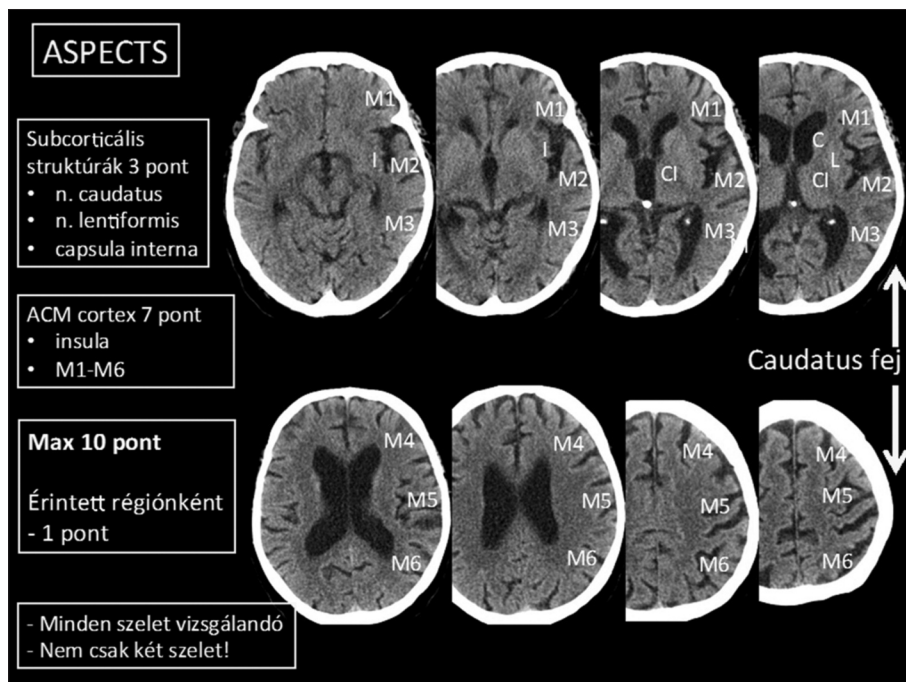 ASPECTS
Subcorticális
struktúrák 3 pont
• n. caudatus
• n. lentiformis
• capsula interna
ACM cortex 7 pont
• insula
• M1-M6
Max 10 pont
Érintett régiónként
- 1 pont
- Minden szelet vizsgálandó
- Nem csak két szelet!
M1
I
M2
M3
M1
I
M2
M3
M1
CI
M2
M3
M1
C
L
CI
M2
M3
Caudatus fej
M4
M5
M6
M4
M5
M6
M4
M5
M6
M4
M5
M6